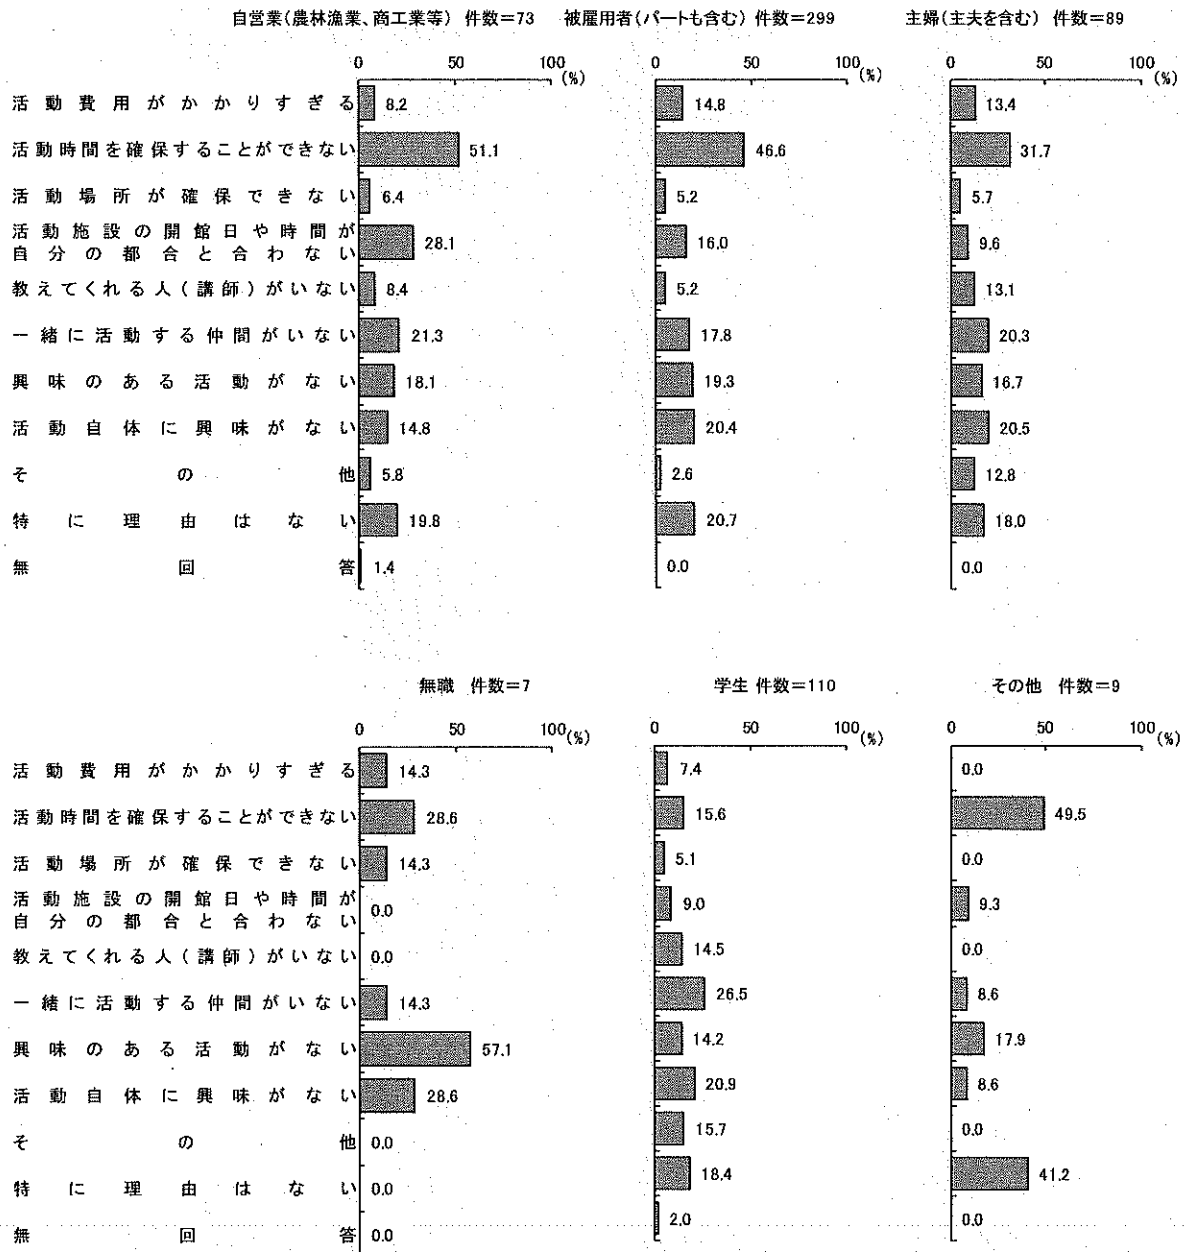 自営業(農林漁業、商工業等) 件数=73 被雇用者(パートも含む) 件数=299 主婦(主夫を含む) 件数=89
0 50 100(%) 0 50 100(%) 0 50 100(%)
活動費用がかかりすぎる 8.2 14.8 13.4
活動時間を確保することができない 51.1 46.6 31.7
活動場所が確保できない 6.4 5.2 5.7
活動施設の開館日や時間が
自分の都合と合わない 28.1 16.0 9.6
教えてくれる人(講師)がいない 8.4 5.2 13.1
一緒に活動する仲間がいない 21.3 17.8 20.3
興味のある活動がない 18.1 19.3 16.7
活動自体に興味がない 14.8 20.4 20.5
その他 5.8 2.6 12.8
特に理由はない 19.8 20.7 18.0
無回答 1.4 0.0 0.0
無職 件数=7 学生 件数=110 その他 件数=9
0 50 100(%) 0 50 100(%) 0 50 100(%)
活動費用がかかりすぎる 14.3 7.4 0.0
活動時間を確保することができない 28.6 15.6 49.5
活動場所が確保できない 14.3 5.1 0.0
活動施設の開館日や時間が
自分の都合と合わない 0.0 9.0 9.3
教えてくれる人(講師)がいない 0.0 14.5 0.0
一緒に活動する仲間がいない 14.3 26.5 8.6
興味のある活動がない 57.1 14.2 17.9
活動自体に興味がない 28.6 20.9 8.6
その他 0.0 15.7 0.0
特に理由はない 0.0 18.4 41.2
無回答 0.0 2.0 0.0